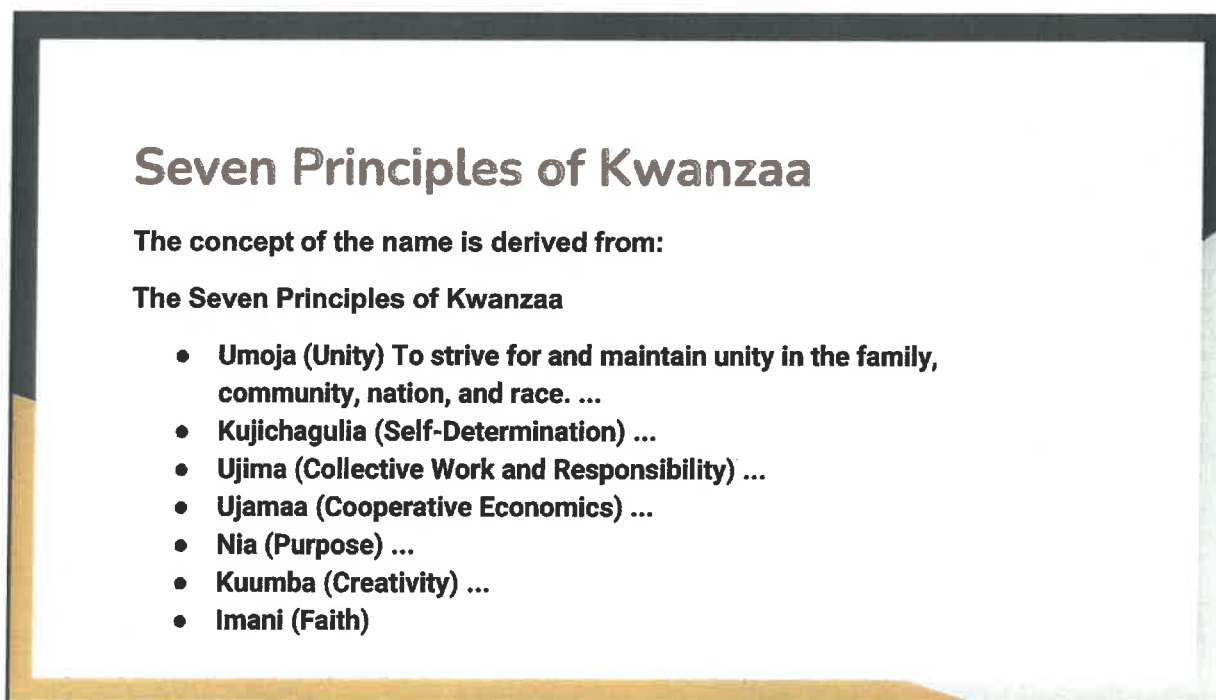 Seven Principles of Kwanzaa
The concept of the name is derived from:
The Seven Principles of Kwanzaa
● Umoja (Unity) To strive for and maintain unity in the family,
community, nation, and race. ...
● Kujichagulia (Self-Determination) ...
● Ujima (Collective Work and Responsibility) ...
● Ujamaa (Cooperative Economics) ...
● Nia (Purpose) ...
● Kuumba (Creativity) ...
● Imani (Faith)